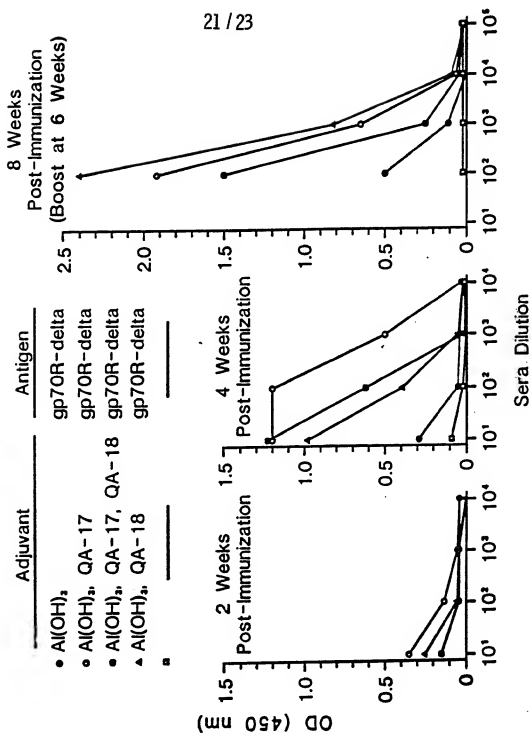 21/23
Adjuvant Antigen
● Al(OH)₃ gp70R-delta
○ Al(OH)₃, QA-17 gp70R-delta
● Al(OH)₃, QA-17, QA-18 gp70R-delta
▲ Al(OH)₃, QA-18 gp70R-delta
OD (450 nm)
2 Weeks
Post-Immunization
1.5
1.0
0.5
0
10¹ 10² 10³ 10⁴
4 Weeks
Post-Immunization
1.5
1.0
0.5
0
10¹ 10² 10³ 10⁴
8 Weeks
Post-Immunization
(Boost at 6 Weeks)
2.5
2.0
1.5
1.0
0.5
0
10¹ 10² 10³ 10⁴ 10⁵
Sera Dilution